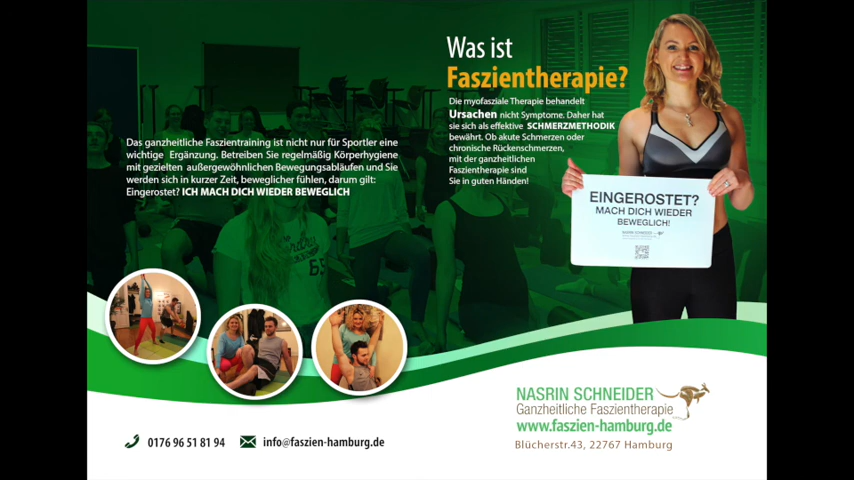 Was ist
Faszientherapie?
Die myofasziale Therapie behandelt
Ursachen nicht Symptome. Daher hat
sie sich als effektive SCHMERZMETHODIK
bewährt. Ob akute Schmerzen oder
chronische Rückenschmerzen,
mit der ganzheitlichen
Faszientherapie sind
Sie in guten Händen!
Das ganzheitliche Faszientraining ist nicht nur für Sportler eine
wichtige Ergänzung. Betreiben Sie regelmäßig Körperhygiene
mit gezielten außergewöhnlichen Bewegungsabläufen und Sie
werden sich in kurzer Zeit, beweglicher fühlen, darum gilt:
Eingerostet? ICH MACH DICH WIEDER BEWEGLICH
EINGEROSTET?
MACH DICH WIEDER
BEWEGLICH!
NASRIN SCHNEIDER
NASRIN SCHNEIDER
Ganzheitliche Faszientherapie
www.faszien-hamburg.de
Blücherstr.43, 22767 Hamburg
0176 96 51 81 94
info@faszien-hamburg.de